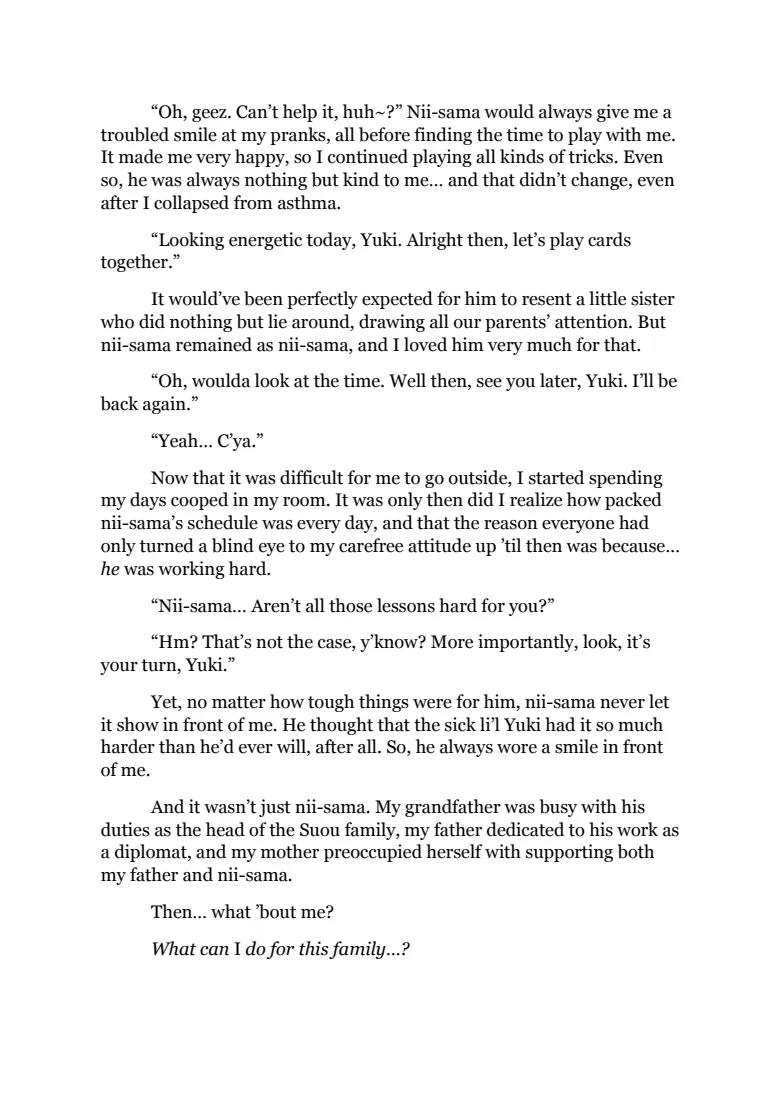 “Oh, geez. Can’t help it, huh~?” Nii-sama would always give me a
troubled smile at my pranks, all before finding the time to play with me.
It made me very happy, so I continued playing all kinds of tricks. Even
so, he was always nothing but kind to me… and that didn’t change, even
after I collapsed from asthma.
“Looking energetic today, Yuki. Alright then, let’s play cards
together.”
It would’ve been perfectly expected for him to resent a little sister
who did nothing but lie around, drawing all our parents’ attention. But
nii-sama remained as nii-sama, and I loved him very much for that.
“Oh, woulda look at the time. Well then, see you later, Yuki. I’ll be
back again.”
“Yeah… C’ya.”
Now that it was difficult for me to go outside, I started spending
my days cooped in my room. It was only then did I realize how packed
nii-sama’s schedule was every day, and that the reason everyone had
only turned a blind eye to my carefree attitude up ’til then was because…
he was working hard.
“Nii-sama… Aren’t all those lessons hard for you?”
“Hm? That’s not the case, y’know? More importantly, look, it’s
your turn, Yuki.”
Yet, no matter how tough things were for him, nii-sama never let
it show in front of me. He thought that the sick li’l Yuki had it so much
harder than he’d ever will, after all. So, he always wore a smile in front
of me.
And it wasn’t just nii-sama. My grandfather was busy with his
duties as the head of the Suou family, my father dedicated to his work as
a diplomat, and my mother preoccupied herself with supporting both
my father and nii-sama.
Then… what ’bout me?
What can I do for this family…?